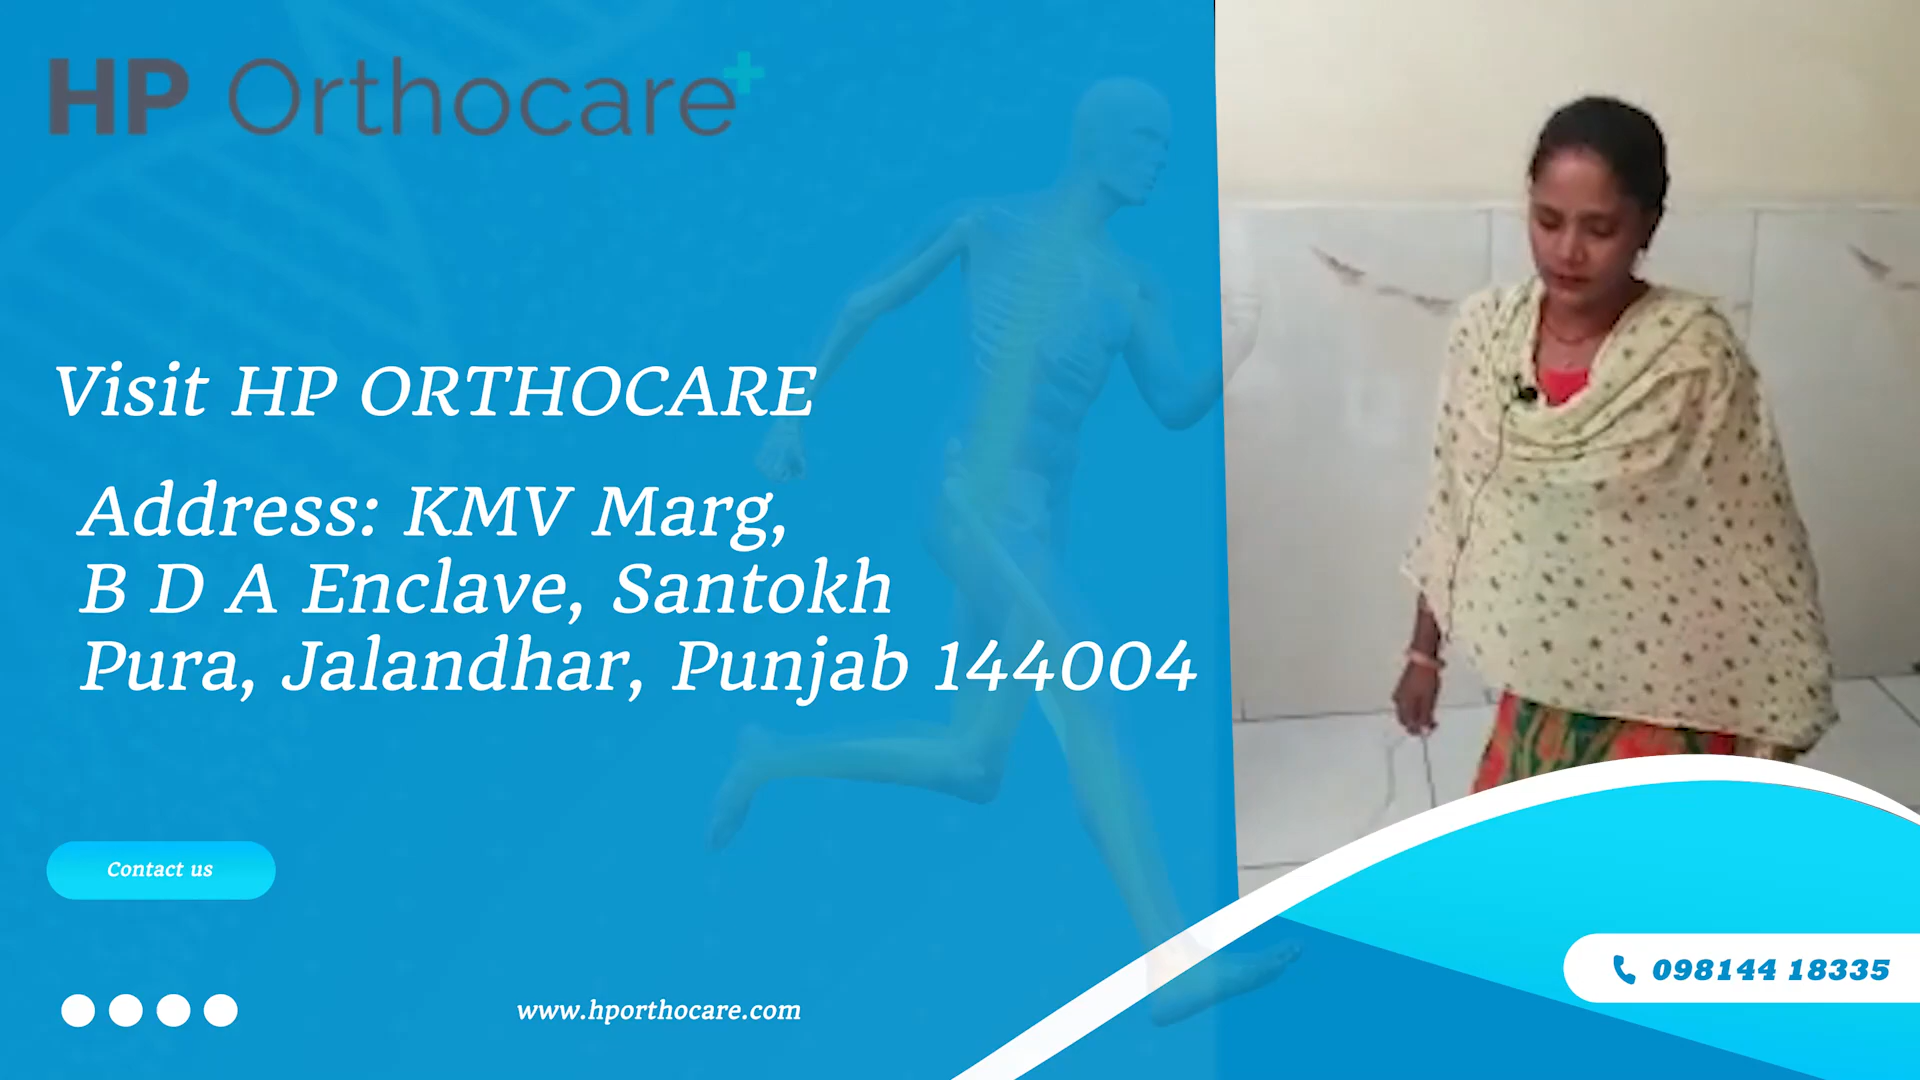 HP Orthocare+
Visit HP ORTHOCARE
Address: KMV Marg,
B D A Enclave, Santokh
Pura, Jalandhar, Punjab 144004
Contact us
www.hporthocare.com
098144 18335